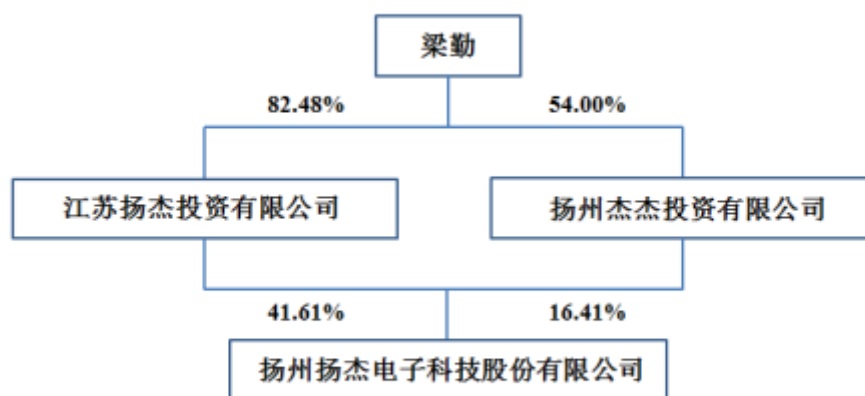 梁勤
82.48% 54.00%
江苏扬杰投资有限公司 扬州杰杰投资有限公司
41.61% 16.41%
扬州扬杰电子科技股份有限公司